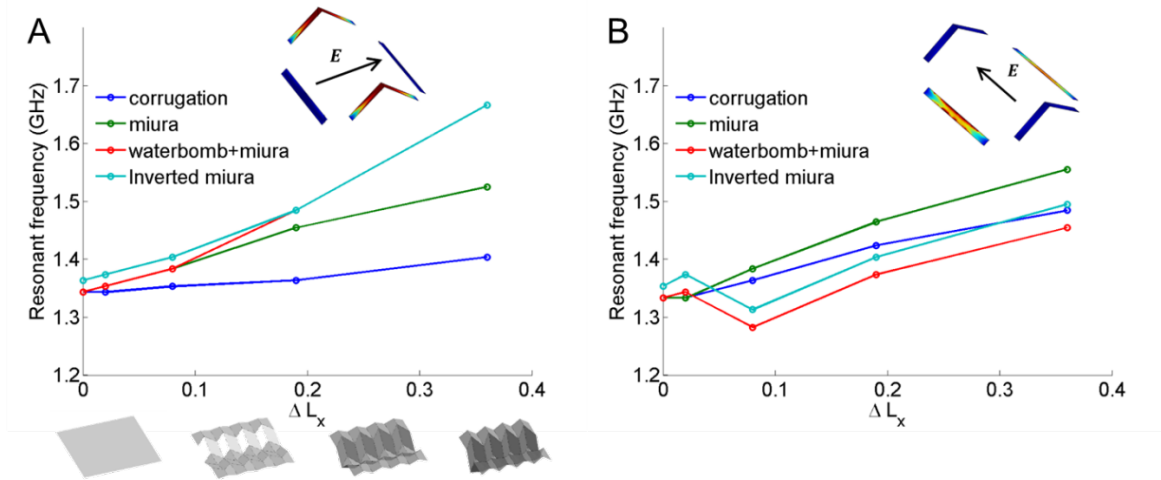 A
E
1.7
corrugation
miura
waterbomb+miura
Inverted miura
1.6
1.5
1.4
1.3
1.2
Resonant frequency (GHz)
0
0.1
0.2
0.3
0.4
Δ Lₓ
B
E
1.7
corrugation
miura
waterbomb+miura
Inverted miura
1.6
1.5
1.4
1.3
1.2
Resonant frequency (GHz)
0
0.1
0.2
0.3
0.4
Δ Lₓ